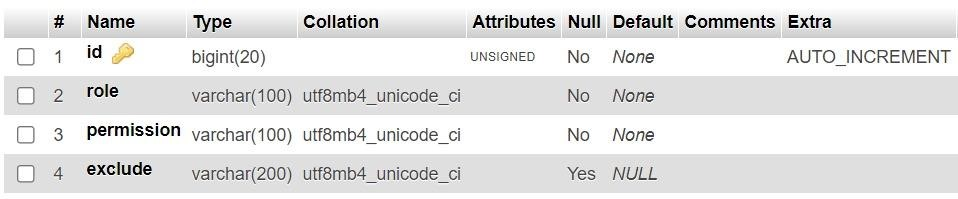 # Name Type Collation Attributes Null Default Comments Extra
1 id bigint(20) UNSIGNED No None AUTO_INCREMENT
2 role varchar(100) utf8mb4_unicode_ci No None
3 permission varchar(100) utf8mb4_unicode_ci No None
4 exclude varchar(200) utf8mb4_unicode_ci Yes NULL